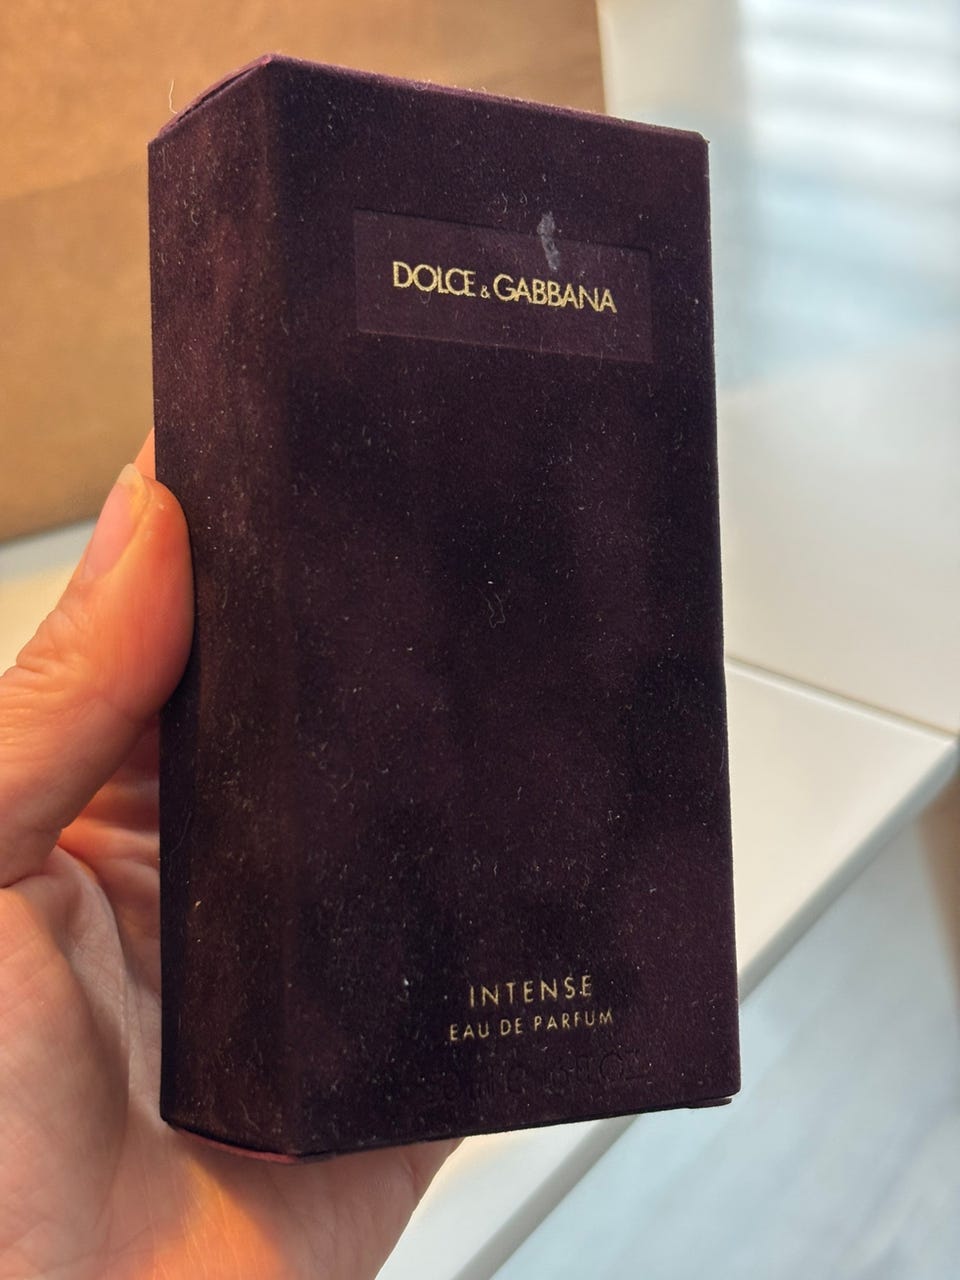 DOLCE & GABBANA
INTENSE
EAU DE PARFUM